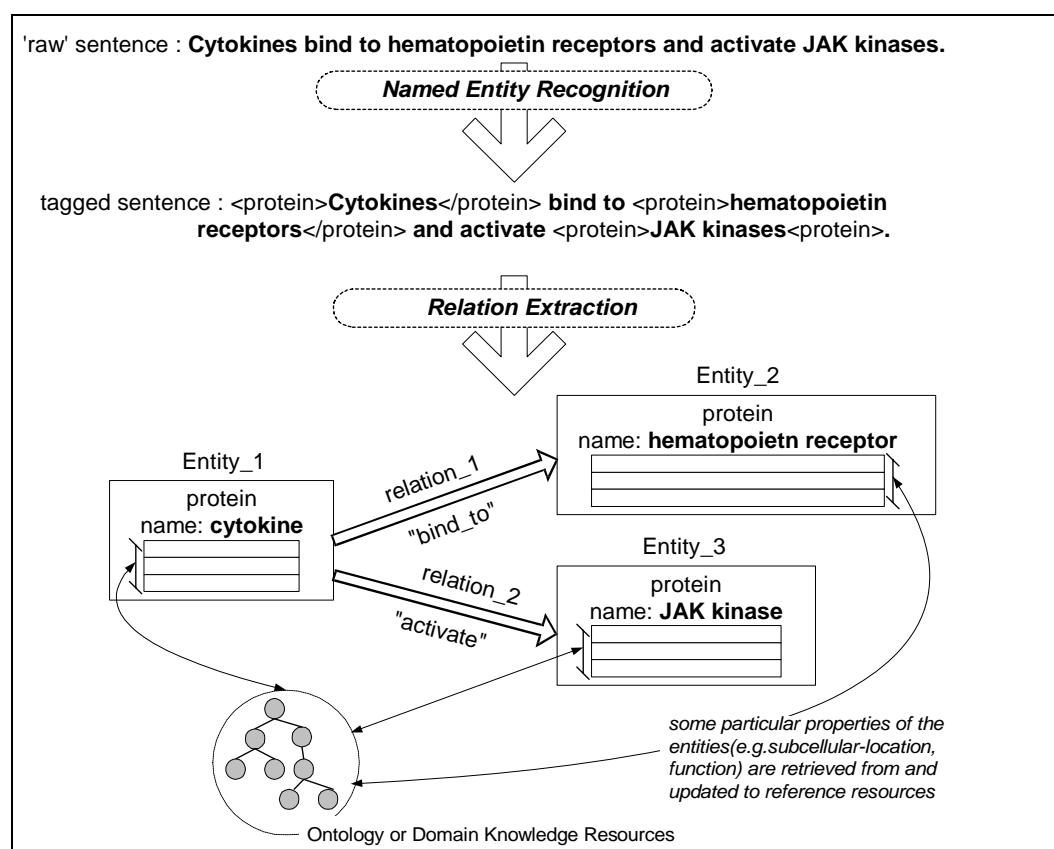 'raw' sentence : Cytokines bind to hematopoietin receptors and activate JAK kinases.
Named Entity Recognition
tagged sentence : <protein>Cytokines</protein> bind to <protein>hematopoietin
receptors</protein> and activate <protein>JAK kinases<protein>.
Relation Extraction
Entity_2
protein
name: hematopoietn receptor
Entity_1
protein
name: cytokine
relation_1
"bind_to"
Entity_3
relation_2
"activate"
protein
name: JAK kinase
some particular properties of the
entities(e.g.subcellular-location,
function) are retrieved from and
updated to reference resources
Ontology or Domain Knowledge Resources